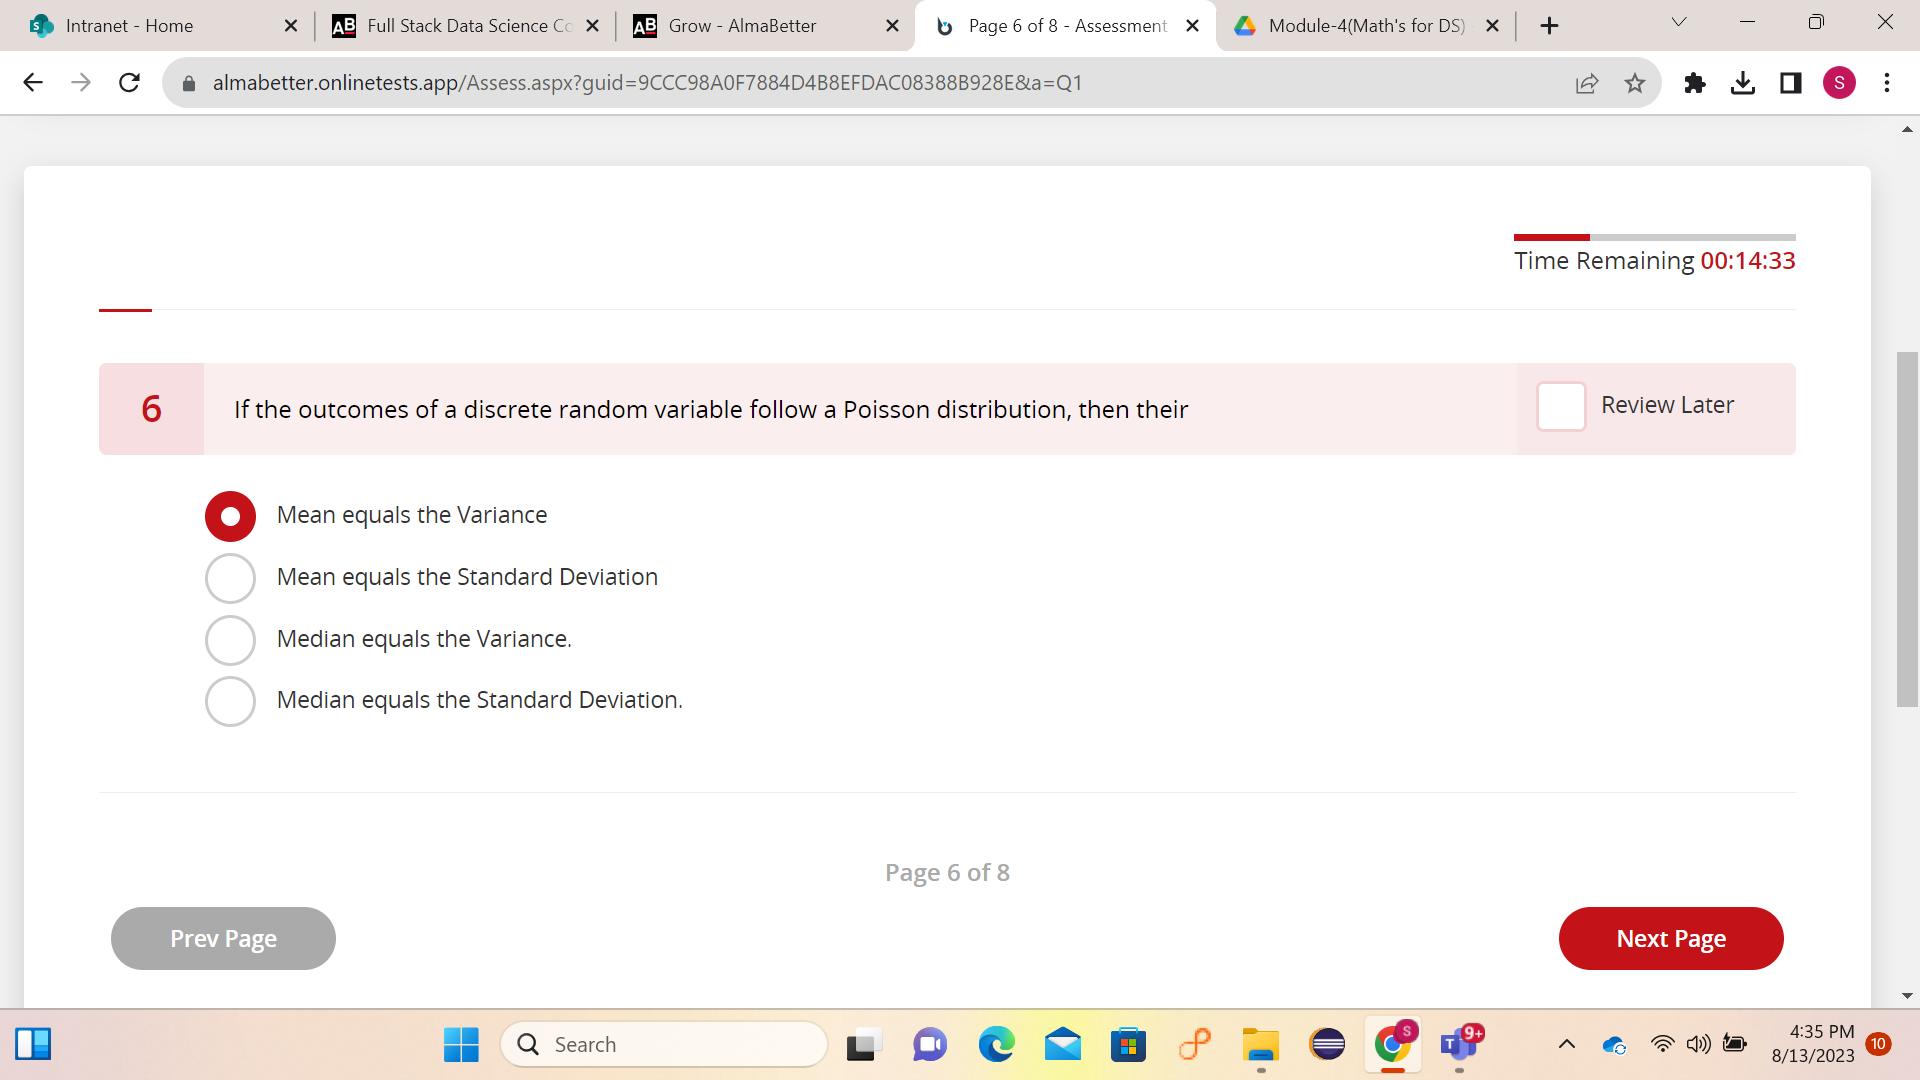 Intranet - Home
AB Full Stack Data Science Co
AB Grow - AlmaBetter
Page 6 of 8 - Assessment
Module-4(Math's for DS)
almabetter.onlinetests.app/Assess.aspx?guid=9CCC98A0F7884D4B8EFDAC08388B928E&a=Q1
S
Time Remaining 00:14:33
6 If the outcomes of a discrete random variable follow a Poisson distribution, then their
Review Later
Mean equals the Variance
Mean equals the Standard Deviation
Median equals the Variance.
Median equals the Standard Deviation.
Page 6 of 8
Prev Page
Next Page
Search
S
T 9+
4:35 PM
8/13/2023
10